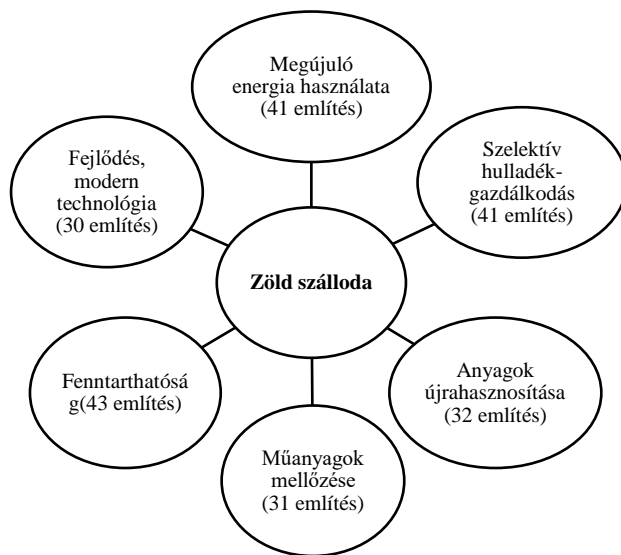 Megújuló
energia használata
(41 említés)
Szelektív
hulladék-
gazdálkodás
(41 említés)
Fejlődés,
modern
technológia
(30 említés)
Zöld szálloda
Fenntarthatósá
g(43 említés)
Anyagok
újrahasznosítása
(32 említés)
Műanyagok
mellőzése
(31 említés)